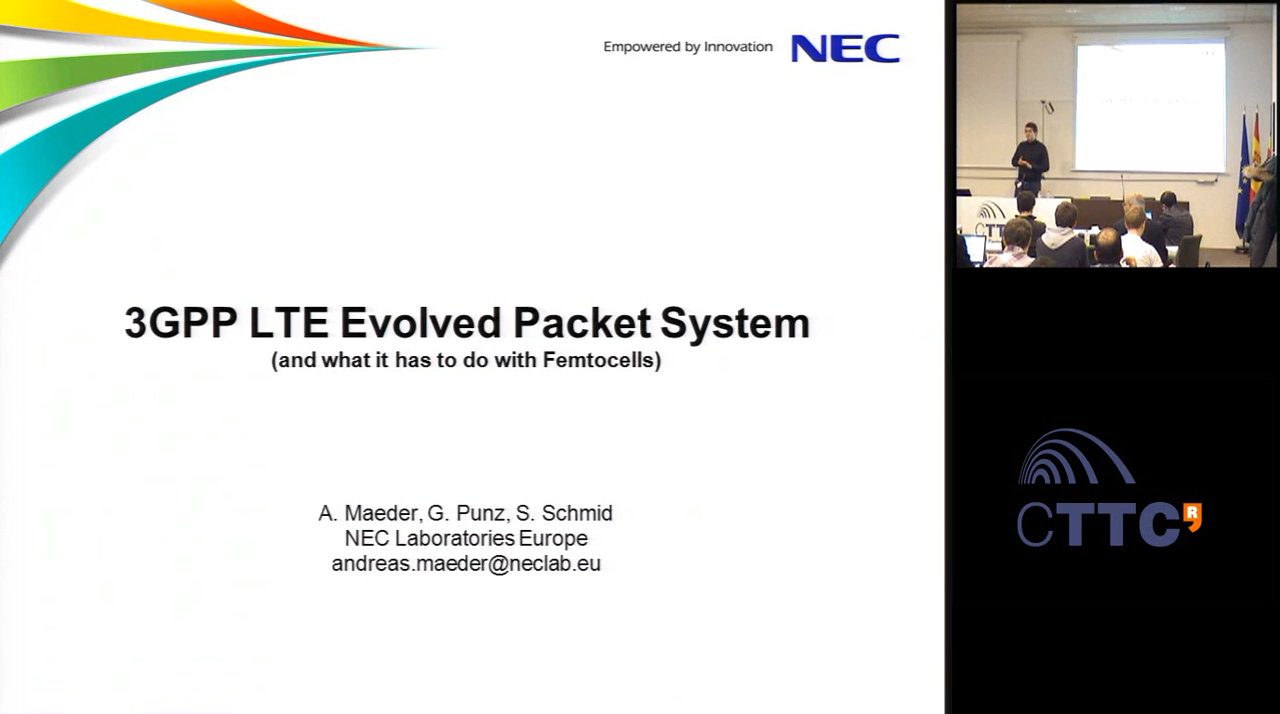 Empowered by Innovation NEC
3GPP LTE Evolved Packet System
(and what it has to do with Femtocells)
A. Maeder, G. Punz, S. Schmid
NEC Laboratories Europe
andreas.maeder@neclab.eu
CTTC
CTTCR